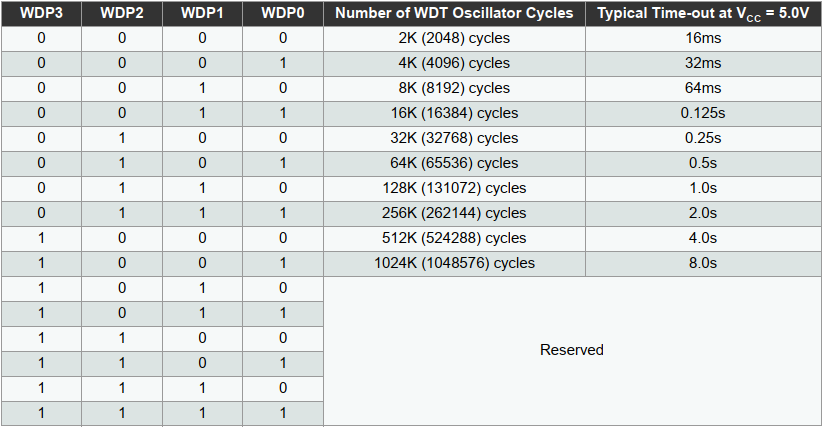 WDP3 WDP2 WDP1 WDP0 Number of WDT Oscillator Cycles Typical Time-out at VCC = 5.0V
0 0 0 0 2K (2048) cycles 16ms
0 0 0 1 4K (4096) cycles 32ms
0 0 1 0 8K (8192) cycles 64ms
0 0 1 1 16K (16384) cycles 0.125s
0 1 0 0 32K (32768) cycles 0.25s
0 1 0 1 64K (65536) cycles 0.5s
0 1 1 0 128K (131072) cycles 1.0s
0 1 1 1 256K (262144) cycles 2.0s
1 0 0 0 512K (524288) cycles 4.0s
1 0 0 1 1024K (1048576) cycles 8.0s
1 0 1 0
1 0 1 1
1 1 0 0
Reserved
1 1 0 1
1 1 1 0
1 1 1 1